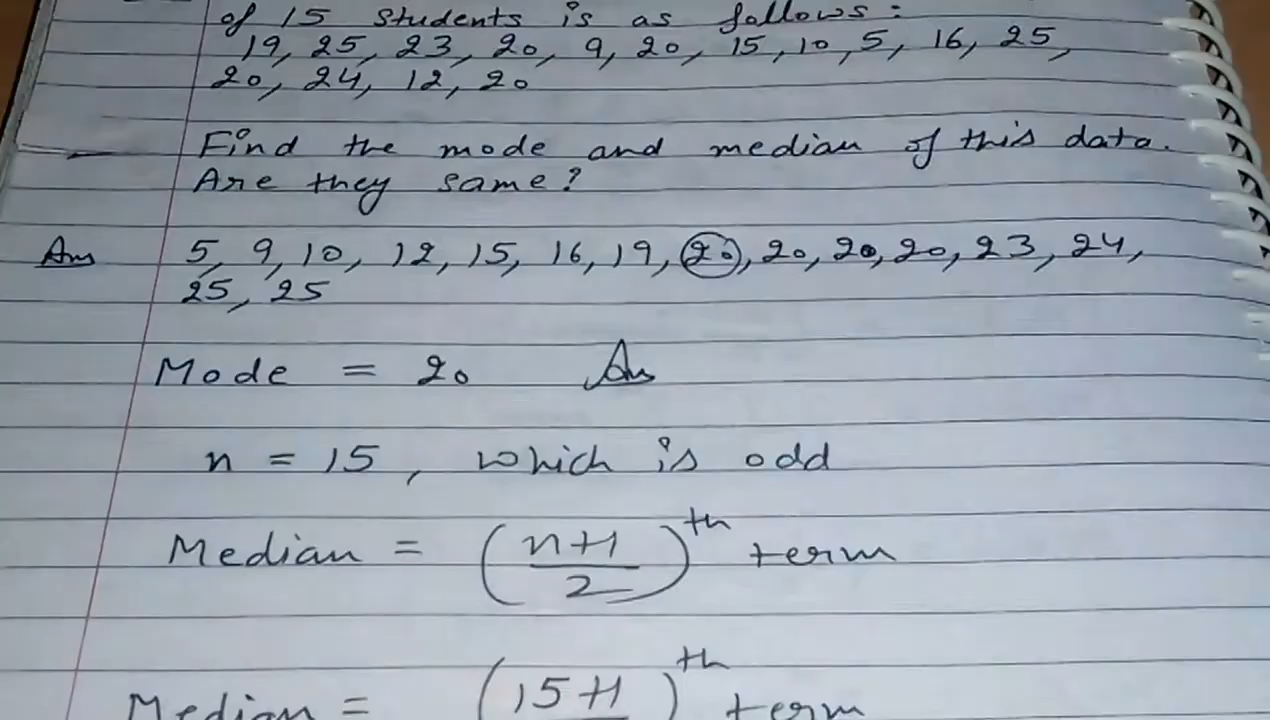 of 15 students is as follows:
19, 25, 23, 20, 9, 20, 15, 10, 5, 16, 25,
20, 24, 12, 20
Find the mode and median of this data.
Are they same?
Ans 5, 9, 10, 12, 15, 16, 19, 20, 20, 20, 20, 23, 24,
25, 25
Mode = 20 Ans
n = 15, which is odd
Median = (n+1/2)th term
Median = (15+1)th term